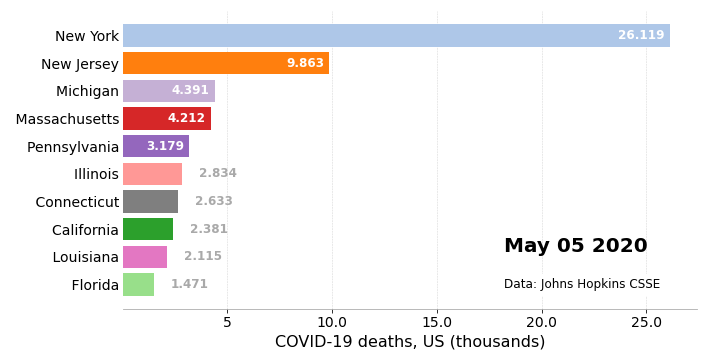 New York 26.119
New Jersey 9.863
Michigan 4.391
Massachusetts 4.212
Pennsylvania 3.179
Illinois 2.834
Connecticut 2.633
California 2.381
Louisiana 2.115
Florida 1.471
May 05 2020
Data: Johns Hopkins CSSE
5 10.0 15.0 20.0 25.0
COVID-19 deaths, US (thousands)